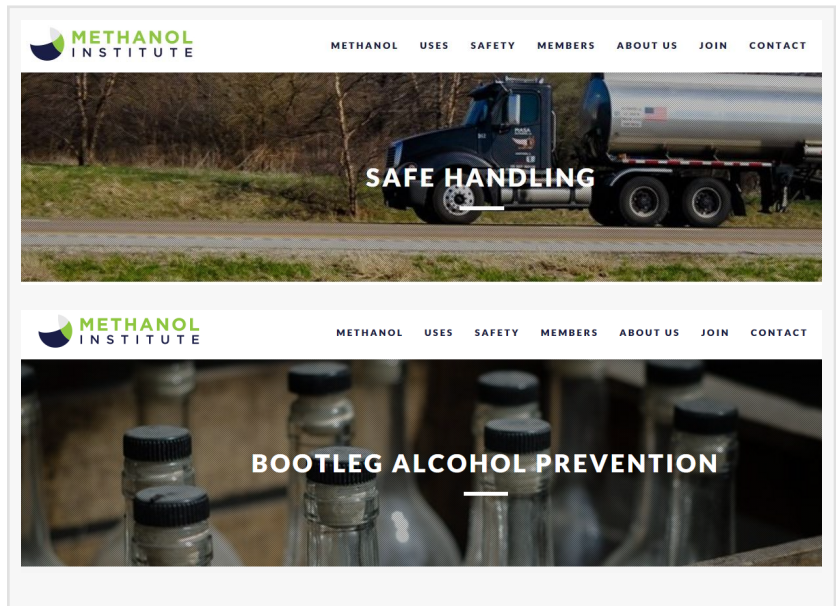 METHANOL
INSTITUTE
METHANOL USES SAFETY MEMBERS ABOUT US JOIN CONTACT
SAFE HANDLING
METHANOL
INSTITUTE
METHANOL USES SAFETY MEMBERS ABOUT US JOIN CONTACT
BOOTLEG ALCOHOL PREVENTION